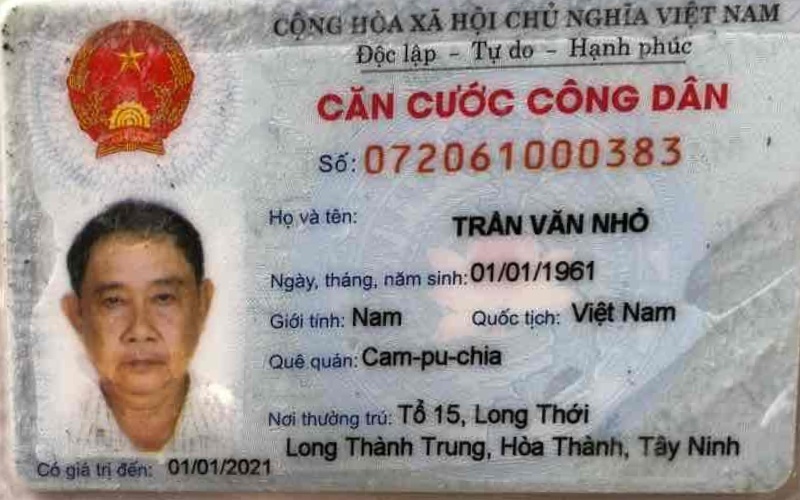 CỘNG HÒA XÃ HỘI CHỦ NGHĨA VIỆT NAM
Độc lập - Tự do - Hạnh phúc
CĂN CƯỚC CÔNG DÂN
Số: 072061000383
Họ và tên: TRẦN VĂN NHỎ
Ngày, tháng, năm sinh: 01/01/1961
Giới tính: Nam Quốc tịch: Việt Nam
Quê quán: Cam-pu-chia
Nơi thường trú: Tổ 15, Long Thới
Long Thành Trung, Hòa Thành, Tây Ninh
Có giá trị đến: 01/01/2021